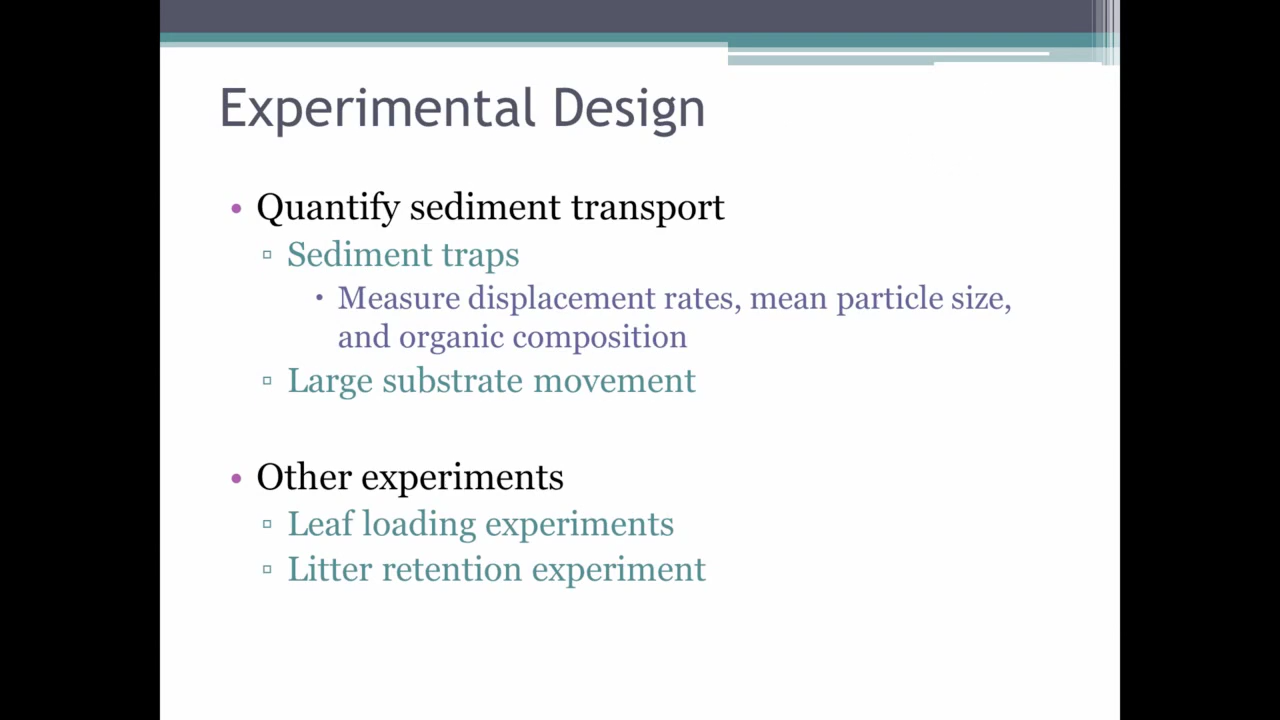 Experimental Design
• Quantify sediment transport
▫ Sediment traps
▪ Measure displacement rates, mean particle size,
and organic composition
▫ Large substrate movement
• Other experiments
▫ Leaf loading experiments
▫ Litter retention experiment